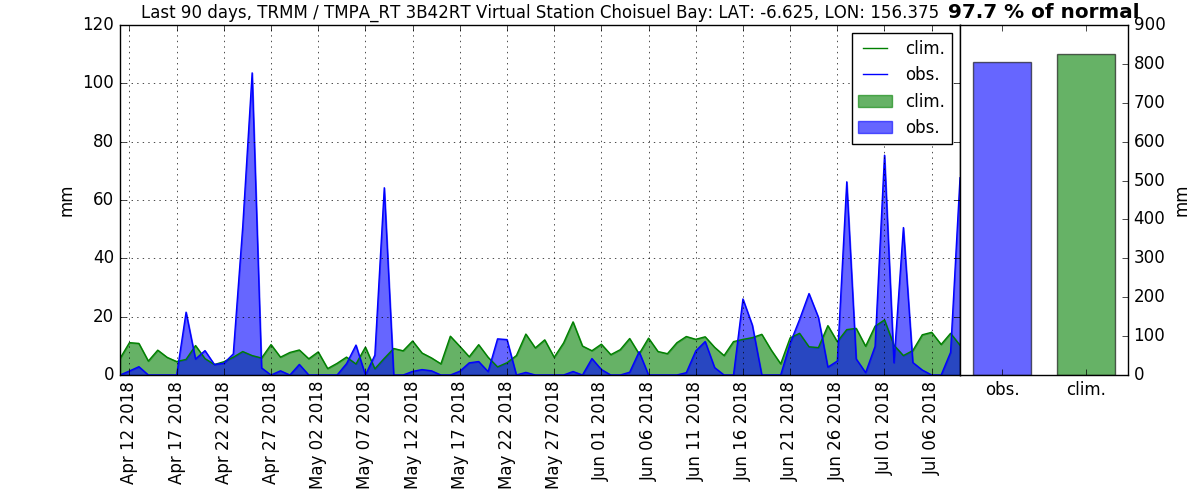 Last 90 days, TRMM / TMPA_RT 3B42RT Virtual Station Choisuel Bay: LAT: -6.625, LON: 156.375 97.7 % of normal
120
100
80
60
40
20
0
mm
clim.
obs.
clim.
obs.
900
800
700
600
500
400
300
200
100
0
mm
Apr 12 2018
Apr 17 2018
Apr 22 2018
Apr 27 2018
May 02 2018
May 07 2018
May 12 2018
May 17 2018
May 22 2018
May 27 2018
Jun 01 2018
Jun 06 2018
Jun 11 2018
Jun 16 2018
Jun 21 2018
Jun 26 2018
Jul 01 2018
Jul 06 2018
obs.
clim.